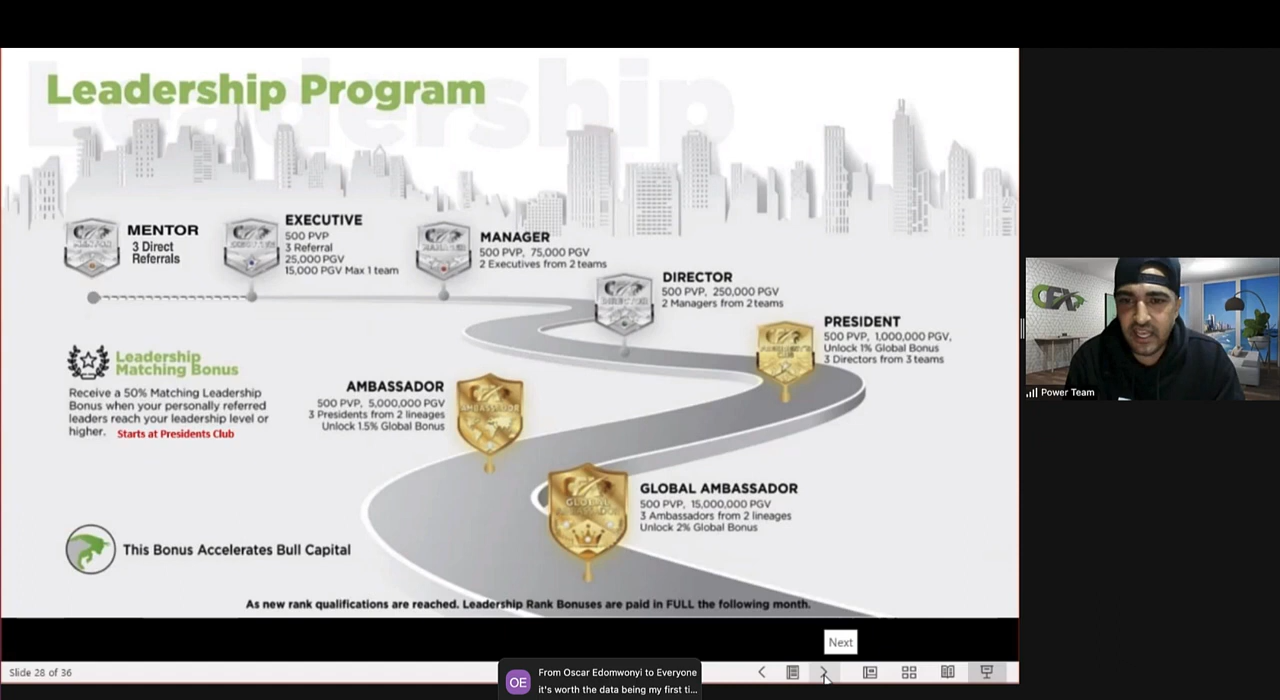 Leadership
Leadership Program
MENTOR
3 Direct
Referrals
EXECUTIVE
500 PVP
3 Referral
25,000 PGV
15,000 PGV Max 1 team
MANAGER
500 PVP, 75,000 PGV
2 Executives from 2 teams
DIRECTOR
500 PVP, 250,000 PGV
2 Managers from 2 teams
PRESIDENT
500 PVP, 1,000,000 PGV,
Unlock 1% Global Bonus
3 Directors from 3 teams
Leadership
Matching Bonus
Receive a 50% Matching Leadership
Bonus when your personally referred
leaders reach your leadership level or
higher. Starts at Presidents Club
AMBASSADOR
500 PVP, 5,000,000 PGV
3 Presidents from 2 lineages
Unlock 1.5% Global Bonus
AMBASSADOR
GLOBAL AMBASSADOR
500 PVP, 15,000,000 PGV
3 Ambassadors from 2 lineages
Unlock 2% Global Bonus
GLOBAL
This Bonus Accelerates Bull Capital
As new rank qualifications are reached. Leadership Rank Bonuses are paid in FULL the following month.
Next
Slide 28 of 36
OE
From Oscar Edomwonyi to Everyone
it's worth the data being my first ti...
CFX
Power Team